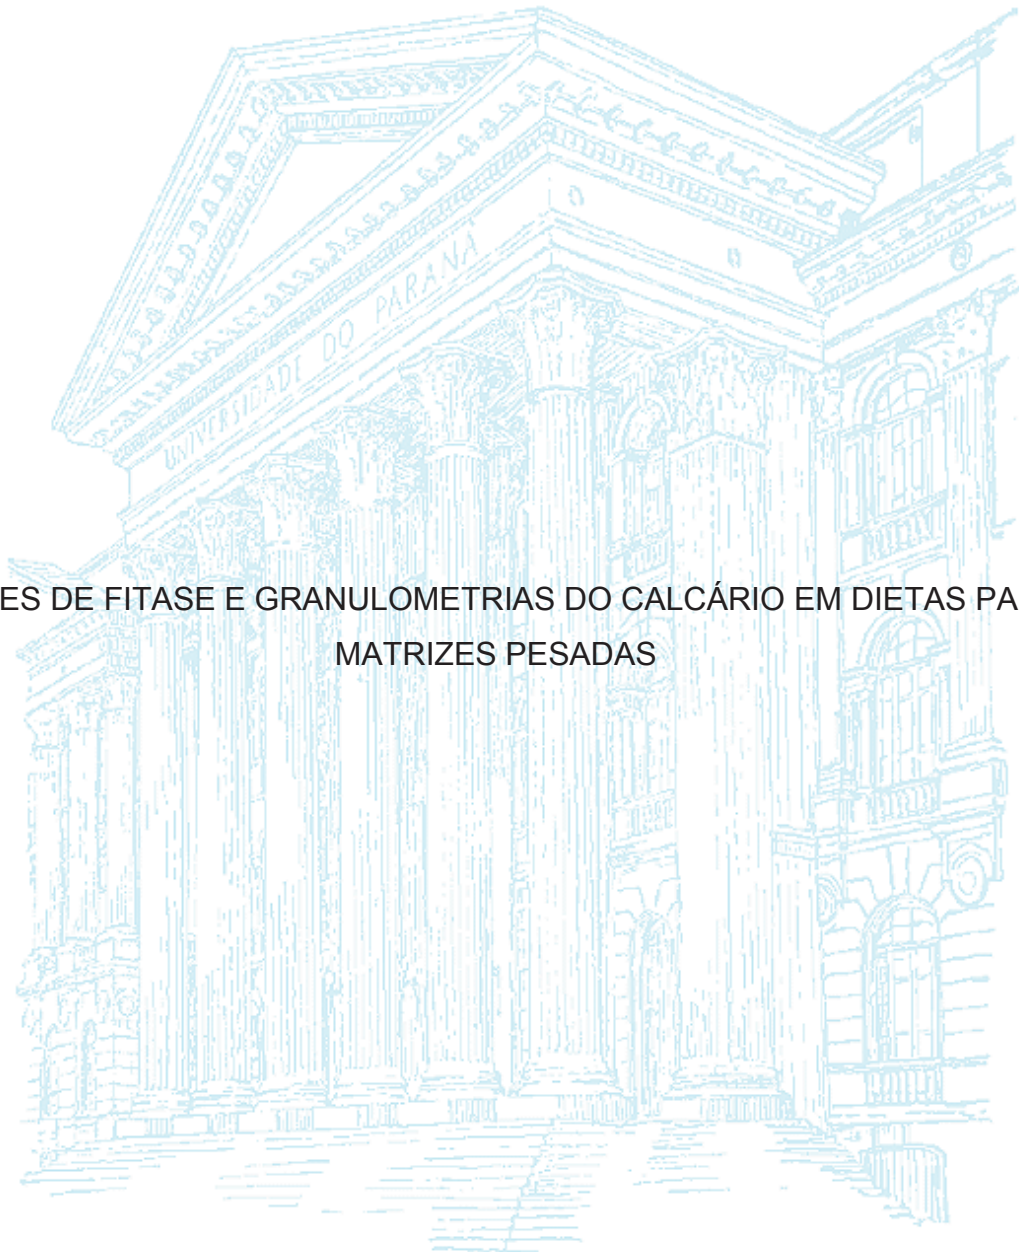 UNIVERSIDADE DO PARANÁ
ES DE FITASE E GRANULOMETRIAS DO CALCÁRIO EM DIETAS PA
MATRIZES PESADAS